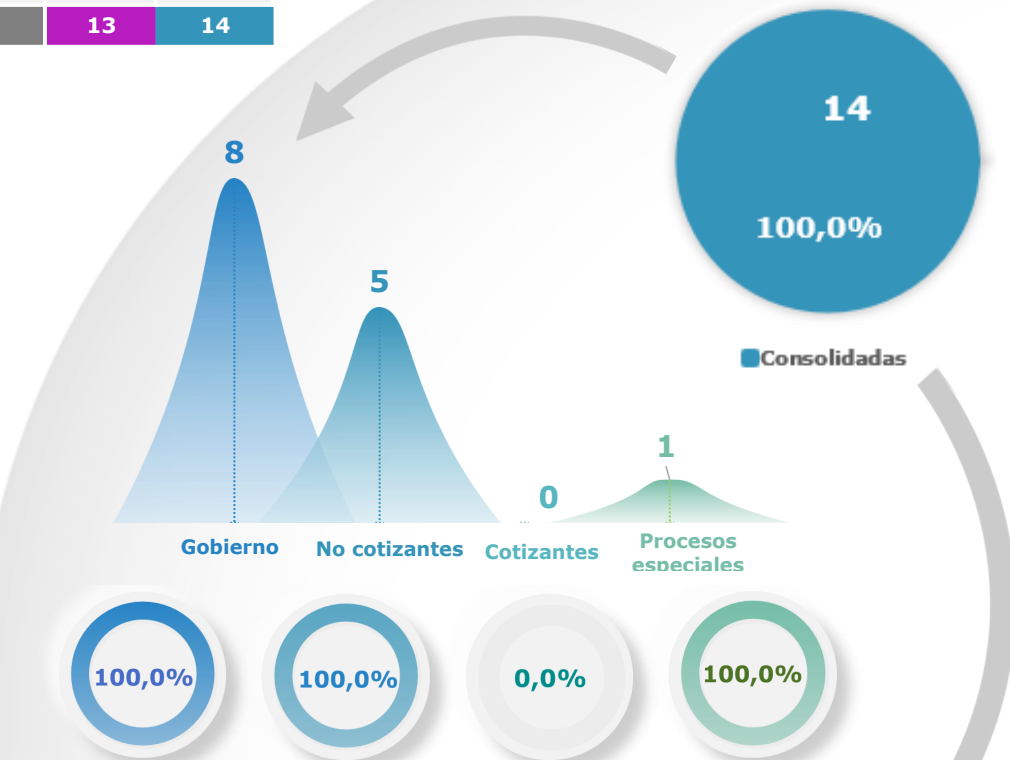 13 14
14
100,0%
Consolidadas
8
5
1
0
Gobierno
No cotizantes
Cotizantes
Procesos
especiales
100,0%
100,0%
0,0%
100,0%